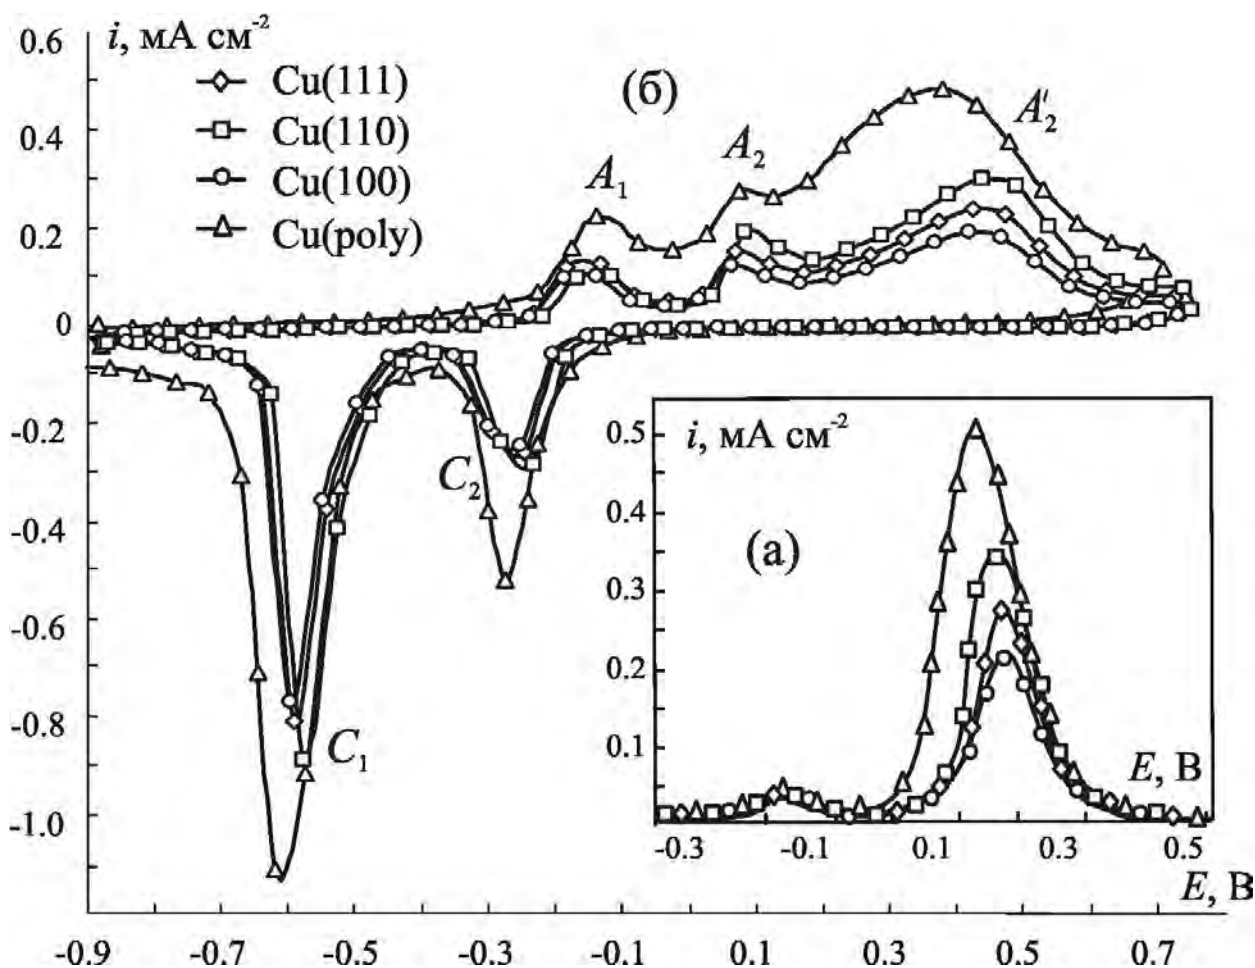 i, мА см⁻²
Cu(111)
Cu(110)
Cu(100)
Cu(poly)
(б)
A₁
A₂
A'₂
C₂
C₁
0.6
0.4
0.2
0
-0.2
-0.4
-0.6
-0.8
-1.0
-0.9 -0.7 -0.5 -0.3 -0.1 0.1 0.3 0.5 0.7
E, В
i, мА см⁻²
(а)
0.5
0.4
0.3
0.2
0.1
E, В
-0.3 -0.1 0.1 0.3 0.5